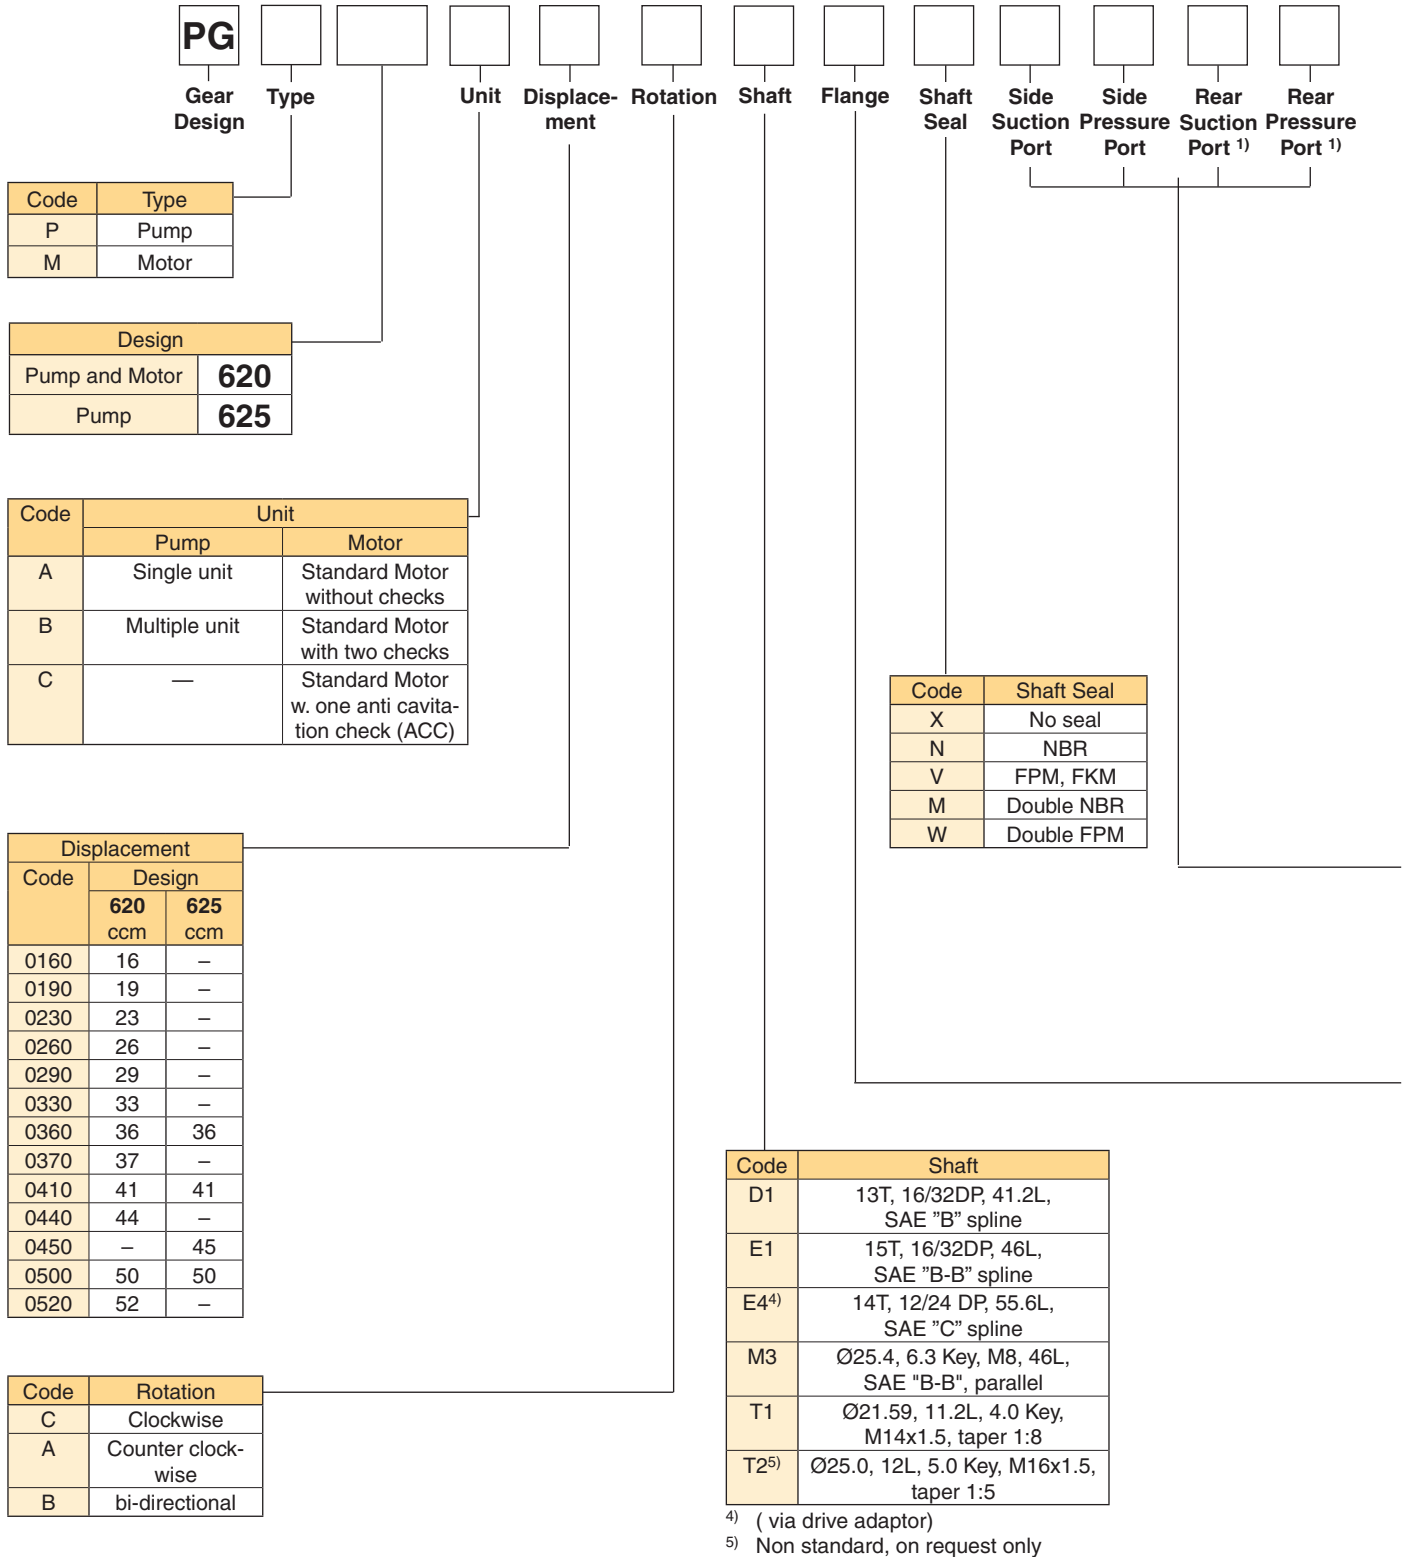 PG
Gear Design
Type
Unit
Displace-ment
Rotation
Shaft
Flange
Shaft Seal
Side Suction Port
Side Pressure Port
Rear Suction Port 1)
Rear Pressure Port 1)
Code Type
P Pump
M Motor
Design
Pump and Motor 620
Pump 625
Code Unit
Pump Motor
A Single unit Standard Motor
without checks
B Multiple unit Standard Motor
with two checks
C — Standard Motor
w. one anti cavita-
tion check (ACC)
Code Shaft Seal
X No seal
N NBR
V FPM, FKM
M Double NBR
W Double FPM
Displacement
Code Design
620 625
ccm ccm
0160 16 –
0190 19 –
0230 23 –
0260 26 –
0290 29 –
0330 33 –
0360 36 36
0370 37 –
0410 41 41
0440 44 –
0450 – 45
0500 50 50
0520 52 –
Code Shaft
D1 13T, 16/32DP, 41.2L,
SAE ”B” spline
E1 15T, 16/32DP, 46L,
SAE ”B-B” spline
E4 4) 14T, 12/24 DP, 55.6L,
SAE ”C” spline
M3 Ø25.4, 6.3 Key, M8, 46L,
SAE "B-B", parallel
T1 Ø21.59, 11.2L, 4.0 Key,
M14x1.5, taper 1:8
T2 5) Ø25.0, 12L, 5.0 Key, M16x1.5,
taper 1:5
4) ( via drive adaptor)
5) Non standard, on request only
Code Rotation
C Clockwise
A Counter clock-
wise
B bi-directional